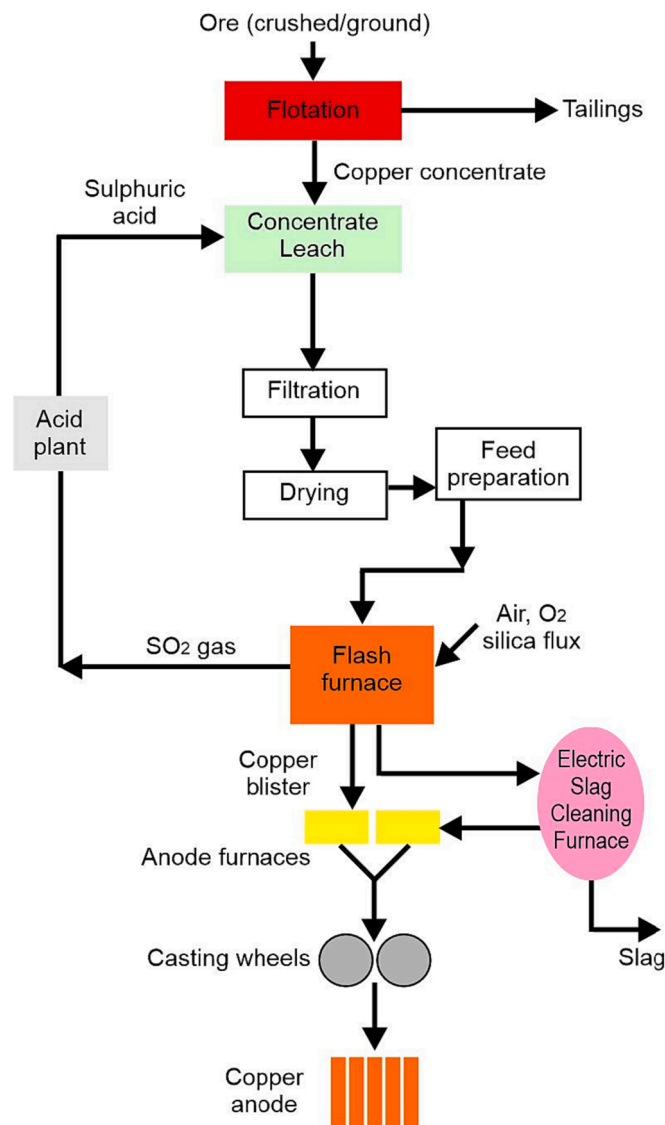 Ore (crushed/ground)
Flotation
Tailings
Copper concentrate
Sulphuric
acid
Concentrate
Leach
Filtration
Acid
plant
Feed
preparation
Drying
Air, O2
silica flux
SO2 gas
Flash
furnace
Copper
blister
Electric
Slag
Cleaning
Furnace
Anode furnaces
Casting wheels
Slag
Copper
anode